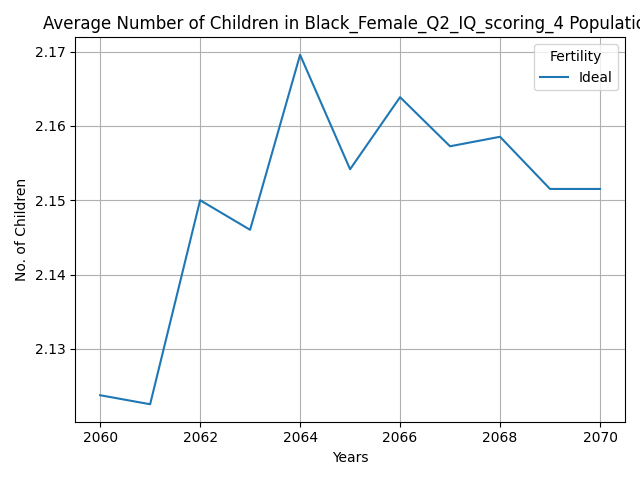 Average Number of Children in Black_Female_Q2_IQ_scoring_4 Populatio
Fertility
Ideal
2.17
2.16
2.15
2.14
2.13
No. of Children
2060 2062 2064 2066 2068 2070
Years